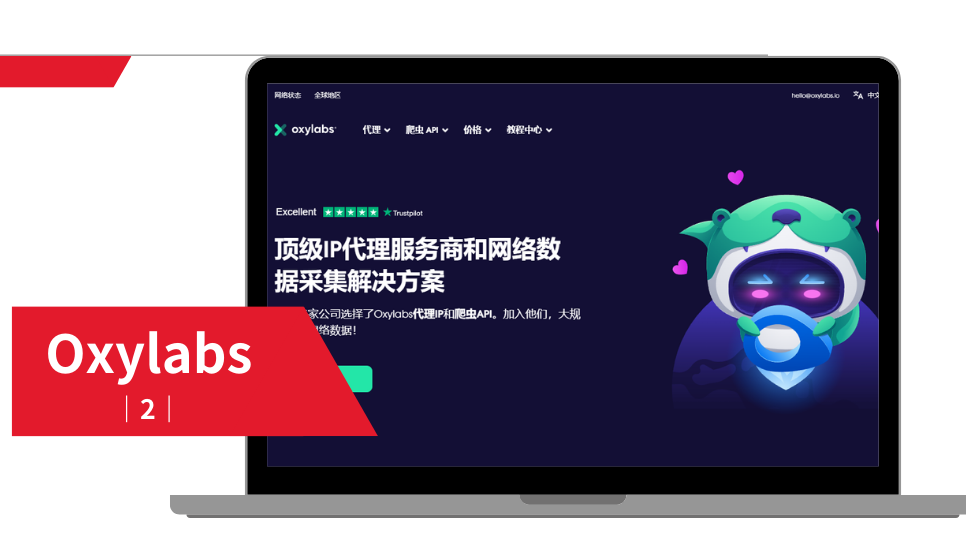 网络状态 全球地区 hello@oxylabs.io 中文
oxylabs 代理 爬虫 API 价格 教程中心
Excellent Trustpilot
顶级IP代理服务商和网络数
据采集解决方案
家公司选择了Oxylabs代理IP和爬虫API。加入他们，大规
络数据！
Oxylabs
2